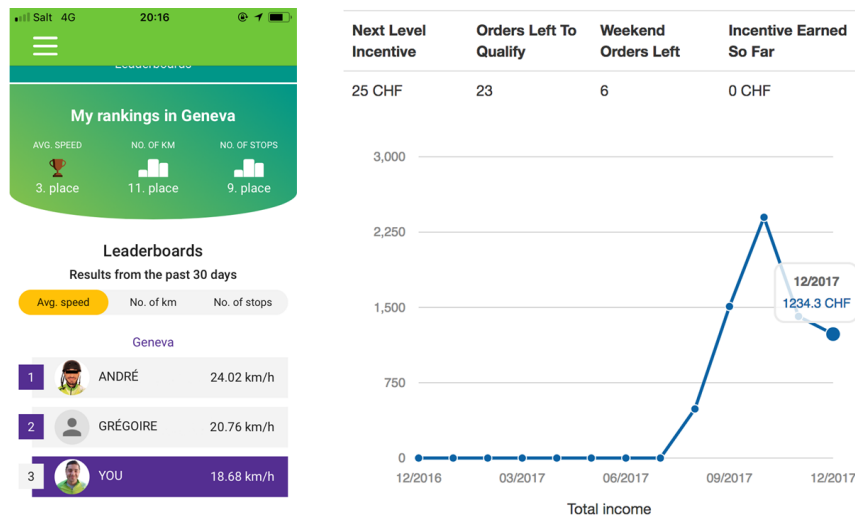 Salt 4G 20:16
Leaderboards
My rankings in Geneva
AVG. SPEED NO. OF KM NO. OF STOPS
3. place 11. place 9. place
Leaderboards
Results from the past 30 days
Avg. speed No. of km No. of stops
Geneva
1 ANDRÉ 24.02 km/h
2 GRÉGOIRE 20.76 km/h
3 YOU 18.68 km/h
Next Level Orders Left To Weekend Incentive Earned
Incentive Qualify Orders Left So Far
25 CHF 23 6 0 CHF
3,000
2,250
12/2017
1234.3 CHF
1,500
750
0
12/2016 03/2017 06/2017 09/2017 12/2017
Total income